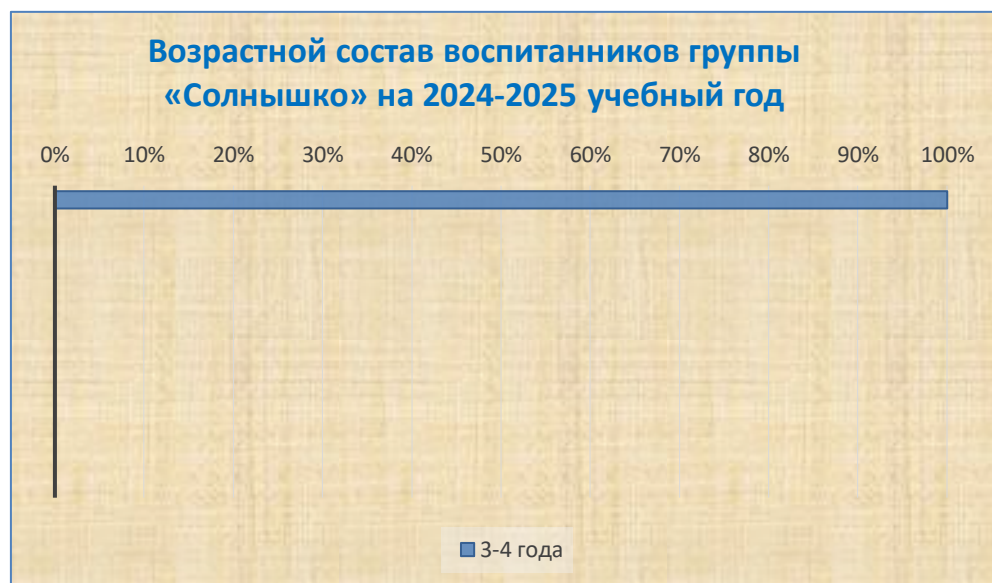 Возрастной состав воспитанников группы
«Солнышко» на 2024-2025 учебный год
0% 10% 20% 30% 40% 50% 60% 70% 80% 90% 100%
3-4 года